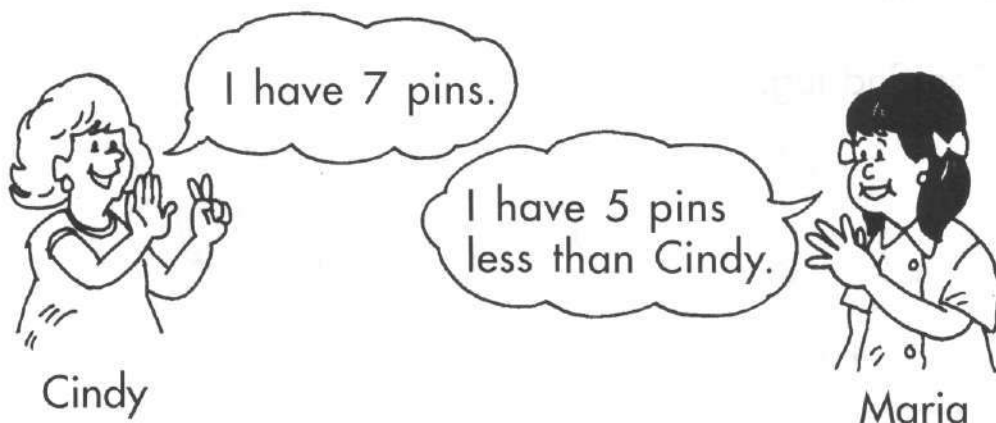 I have 7 pins.
I have 5 pins
less than Cindy.
Cindy
Maria